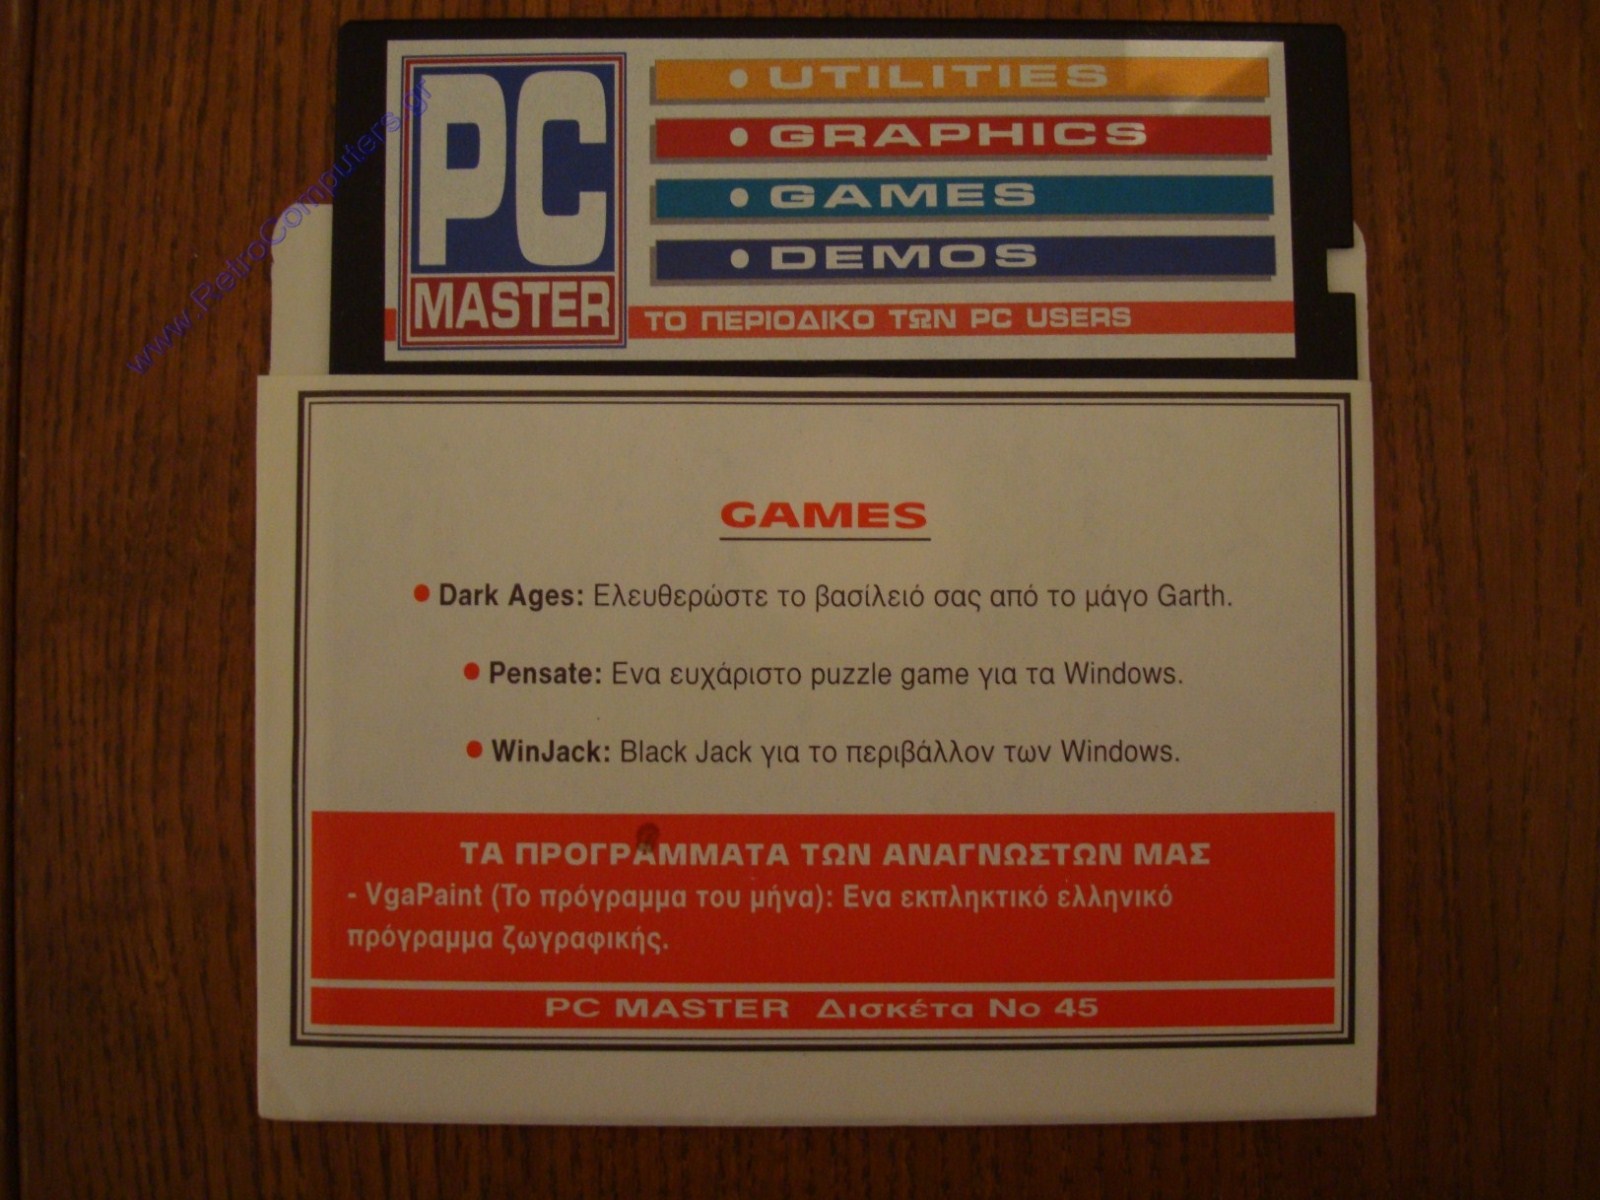 PC
MASTER
• UTILITIES
• GRAPHICS
• GAMES
• DEMOS
ΤΟ ΠΕΡΙΟΔΙΚΟ ΤΩΝ PC USERS
www.RetroComputers.gr
GAMES
• Dark Ages: Ελευθερώστε το βασίλειό σας από το μάγο Garth.
• Pensate: Ενα ευχάριστο puzzle game για τα Windows.
• WinJack: Black Jack για το περιβάλλον των Windows.
ΤΑ ΠΡΟΓΡΑΜΜΑΤΑ ΤΩΝ ΑΝΑΓΝΩΣΤΩΝ ΜΑΣ
- VgaPaint (Το πρόγραμμα του μήνα): Ενα εκπληκτικό ελληνικό
πρόγραμμα ζωγραφικής.
PC MASTER Δισκέτα Νο 45